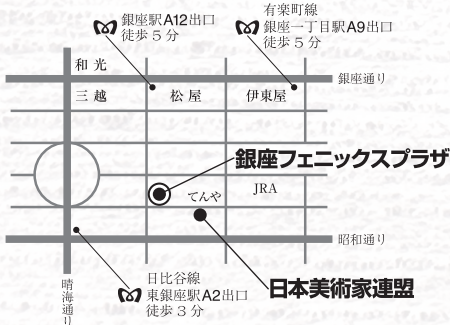 銀座駅A12出口
徒歩5分
有楽町線
銀座一丁目駅A9出口
徒歩5分
和光
銀座通り
三越
松屋
伊東屋
銀座フェニックスプラザ
てんや
JRA
昭和通り
晴海通り
日比谷線
東銀座駅A2出口
徒歩3分
日本美術家連盟